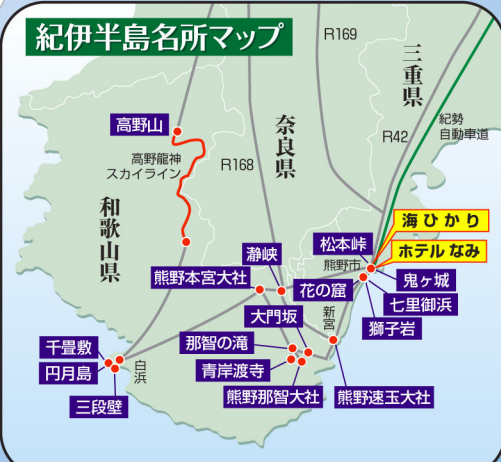 紀伊半島名所マップ
R169
三重県
紀勢
自動車道
R42
高野山
高野龍神
スカイライン
奈良県
R168
和歌山県
海ひかり
ホテルなみ
松本峠
熊野市
瀞峡
熊野本宮大社
花の窟
鬼ヶ城
七里御浜
獅子岩
大門坂
新宮
那智の滝
青岸渡寺
熊野那智大社
熊野速玉大社
千畳敷
円月島
白浜
三段壁